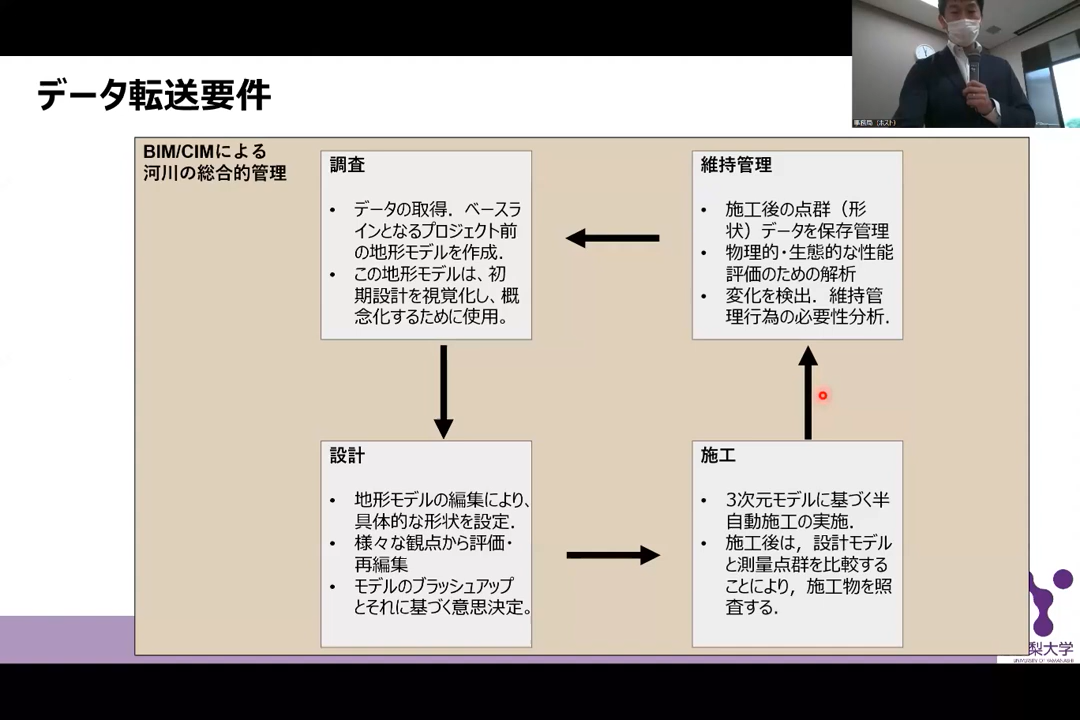 データ転送要件
事務局 (ホスト)
BIM/CIMによる
河川の総合的管理
調査
• データの取得．ベースラ
インとなるプロジェクト前
の地形モデルを作成．
• この地形モデルは、初
期設計を視覚化し、概
念化するために使用。
維持管理
• 施工後の点群（形
状）データを保存管理
• 物理的・生態的な性能
評価のための解析
• 変化を検出．維持管
理行為の必要性分析．
設計
• 地形モデルの編集により、
具体的な形状を設定．
• 様々な観点から評価・
再編集
• モデルのブラッシュアップ
とそれに基づく意思決定。
施工
• 3次元モデルに基づく半
自動施工の実施．
• 施工後は，設計モデル
と測量点群を比較する
ことにより，施工物を照
査する．
梨大学
UNIVERSITY OF YAMANASHI